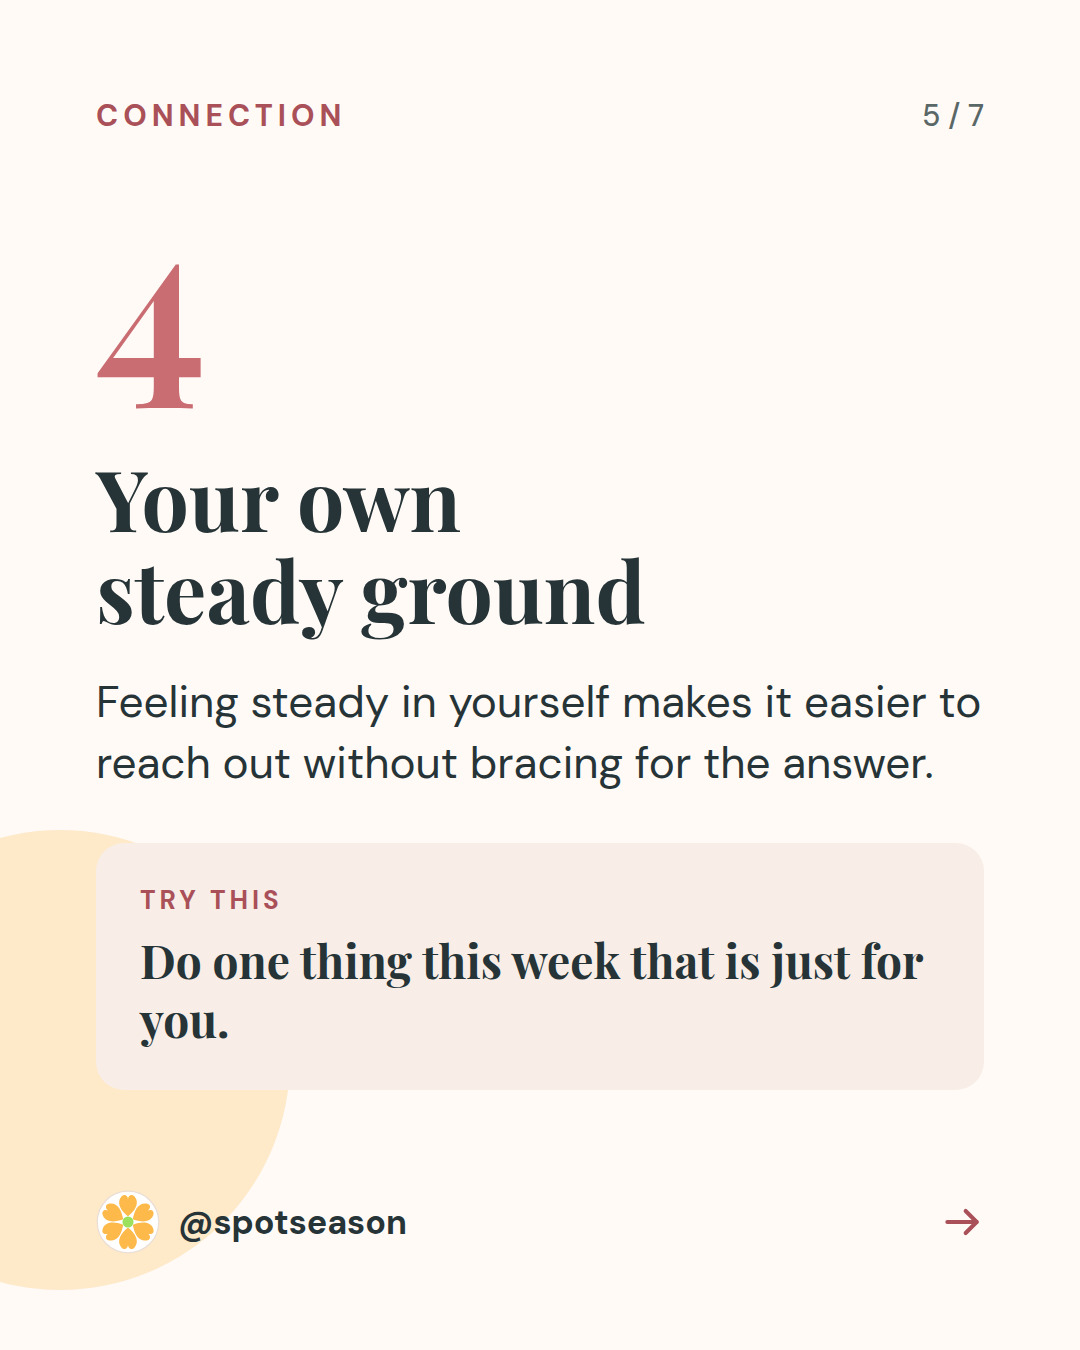 CONNECTION
5 / 7
4
Your own
steady ground
Feeling steady in yourself makes it easier to
reach out without bracing for the answer.
TRY THIS
Do one thing this week that is just for
you.
@spotseason